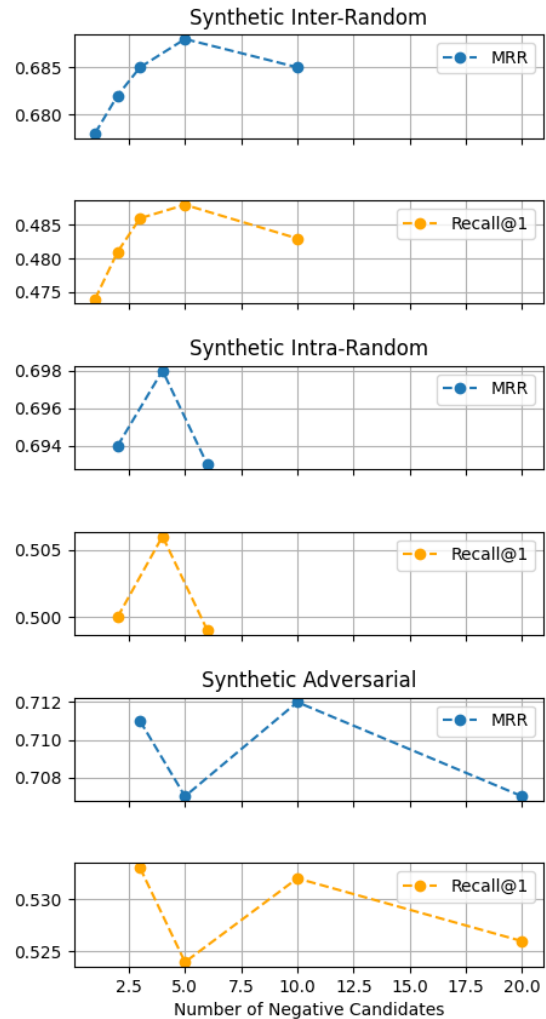 Synthetic Inter-Random
0.685
0.680
MRR
0.485
0.480
0.475
Recall@1
Synthetic Intra-Random
0.698
0.696
0.694
MRR
0.505
0.500
Recall@1
Synthetic Adversarial
0.712
0.710
0.708
MRR
0.530
0.525
Recall@1
2.5 5.0 7.5 10.0 12.5 15.0 17.5 20.0
Number of Negative Candidates